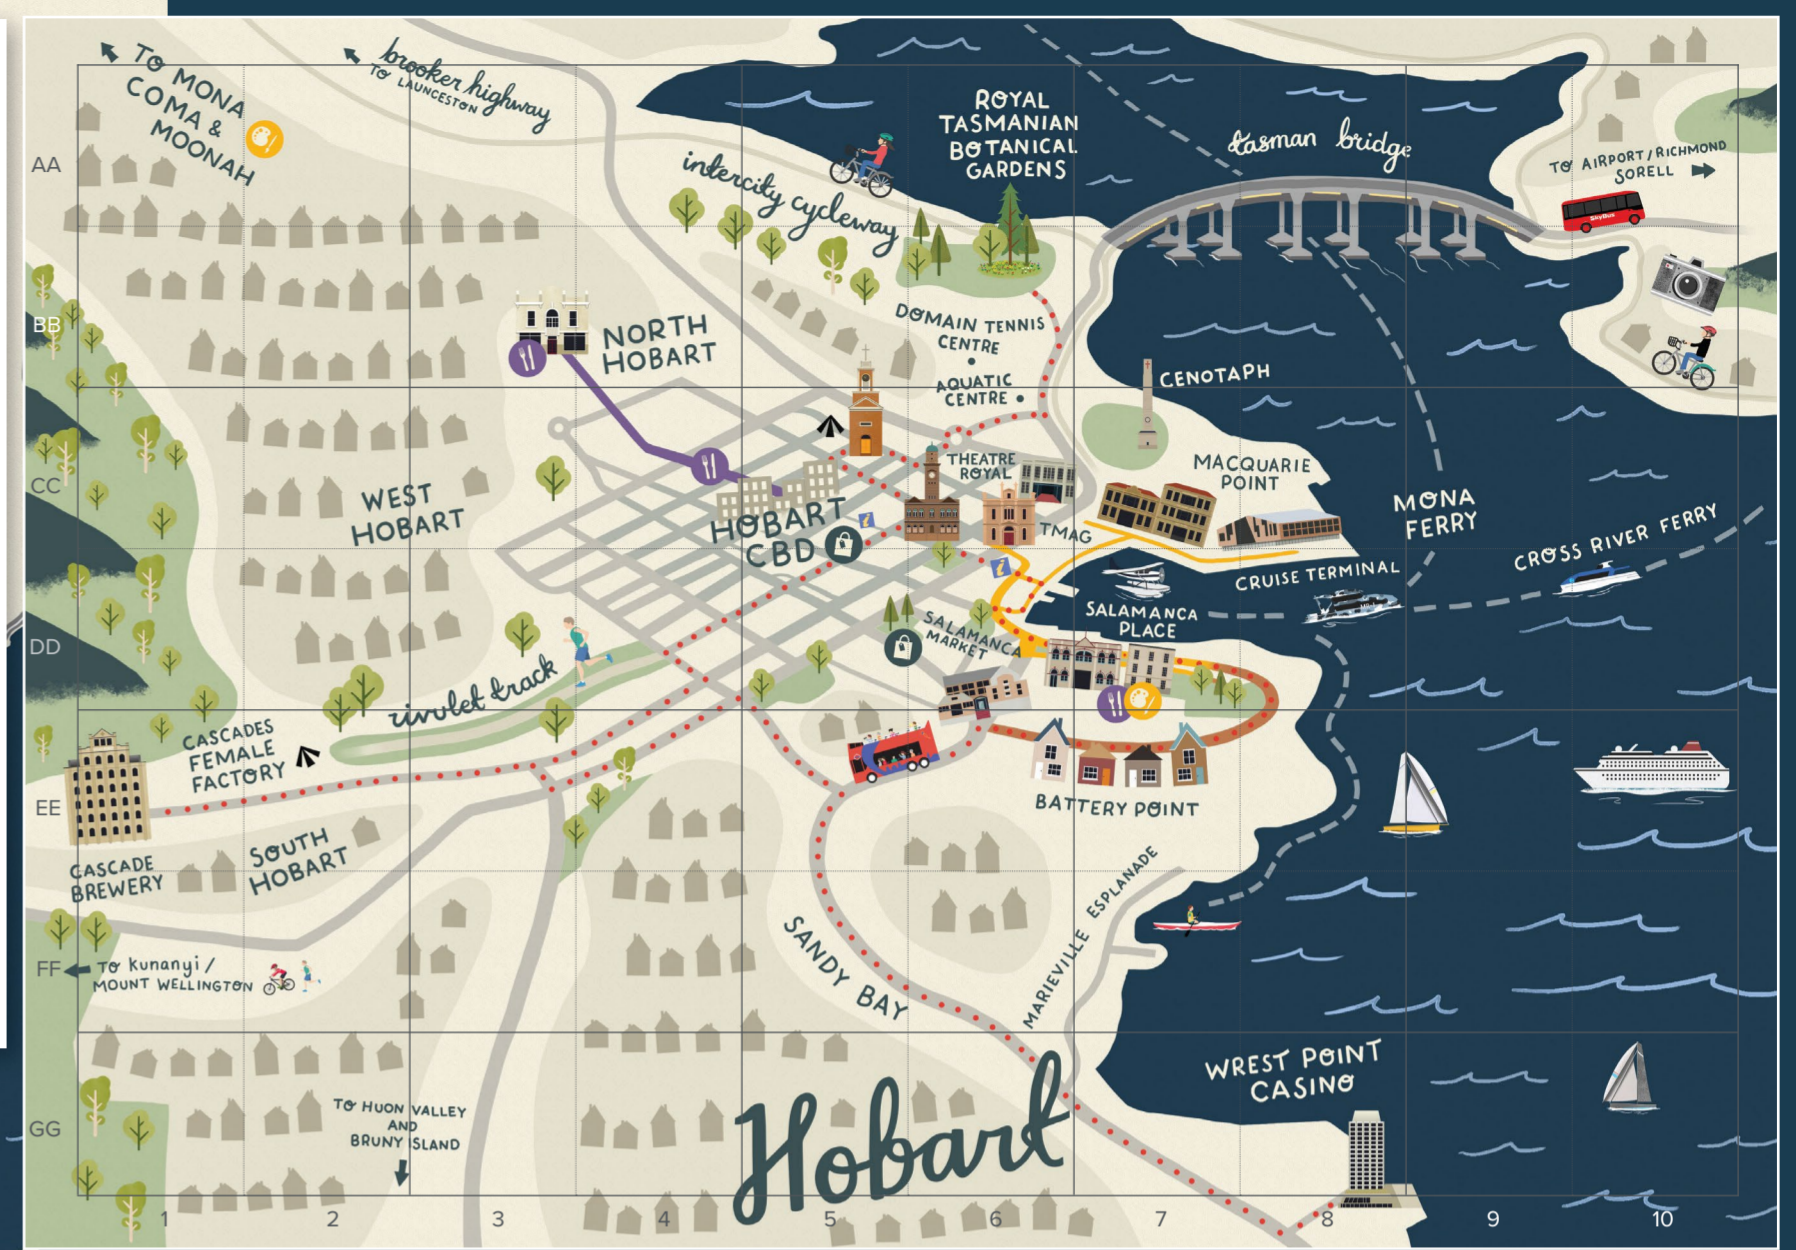 TO MONA
COMA &
MOONAH
brooker highway
TO LAUNCESTON
intercity cycleway
ROYAL
TASMANIAN
BOTANICAL
GARDENS
tasman bridge
TO AIRPORT/RICHMOND
SORELL
SkyBus
AA
BB
NORTH
HOBART
DOMAIN TENNIS
CENTRE
AQUATIC
CENTRE
CENOTAPH
CC
WEST
HOBART
HOBART
CBD
i
THEATRE
ROYAL
TMAG
MACQUARIE
POINT
MONA
FERRY
CROSS RIVER FERRY
CRUISE TERMINAL
i
SALAMANCA
PLACE
SALAMANCA
MARKET
DD
rivulet track
CASCADES
FEMALE
FACTORY
EE
BATTERY POINT
CASCADE
BREWERY
SOUTH
HOBART
MARIEVILLE ESPLANADE
FF
TO kunanyi/
MOUNT WELLINGTON
SANDY BAY
WREST POINT
CASINO
GG
TO HUON VALLEY
AND
BRUNY ISLAND
Hobart
1 2 3 4 5 6 7 8 9 10